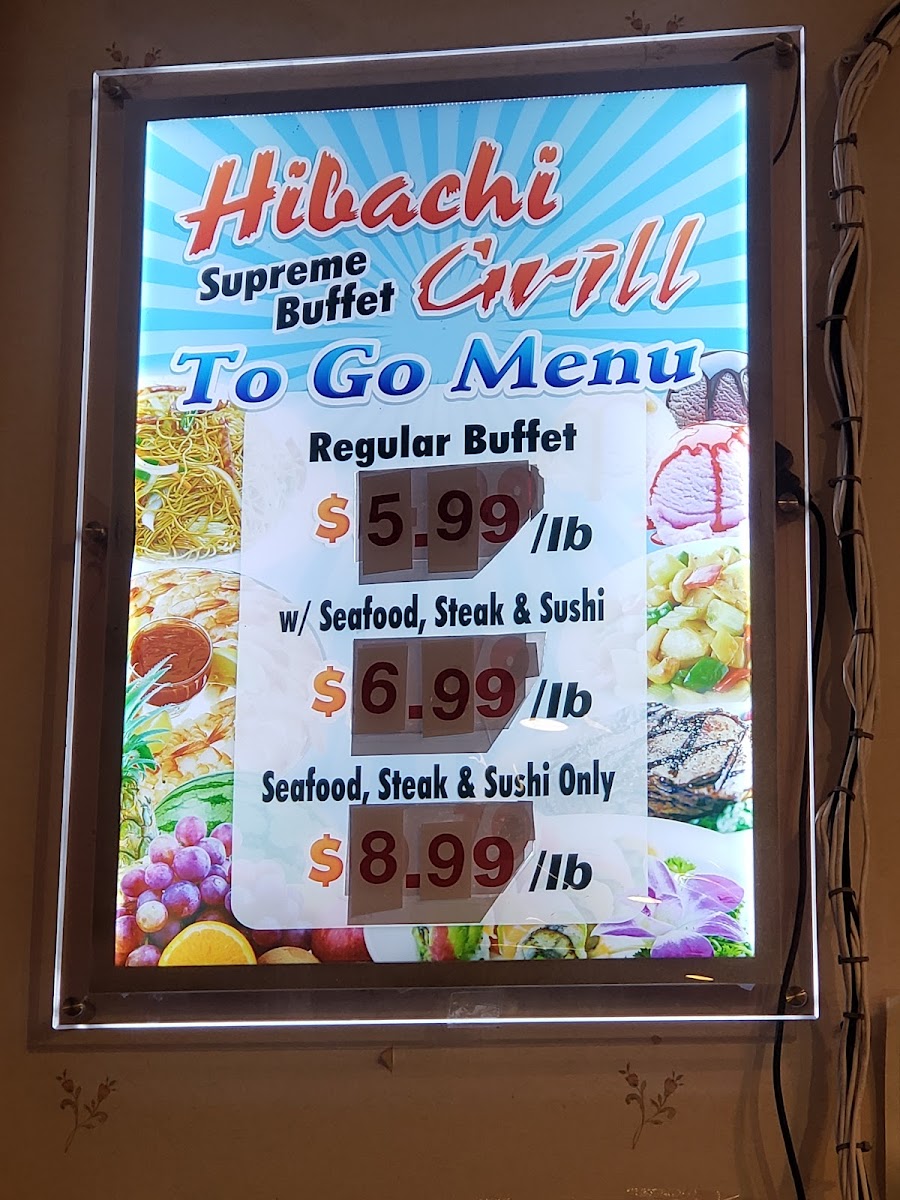 Hibachi
Supreme
Buffet
Grill
To Go Menu
Regular Buffet
$5.99/lb
w/ Seafood, Steak & Sushi
$6.99/lb
Seafood, Steak & Sushi Only
$8.99/lb